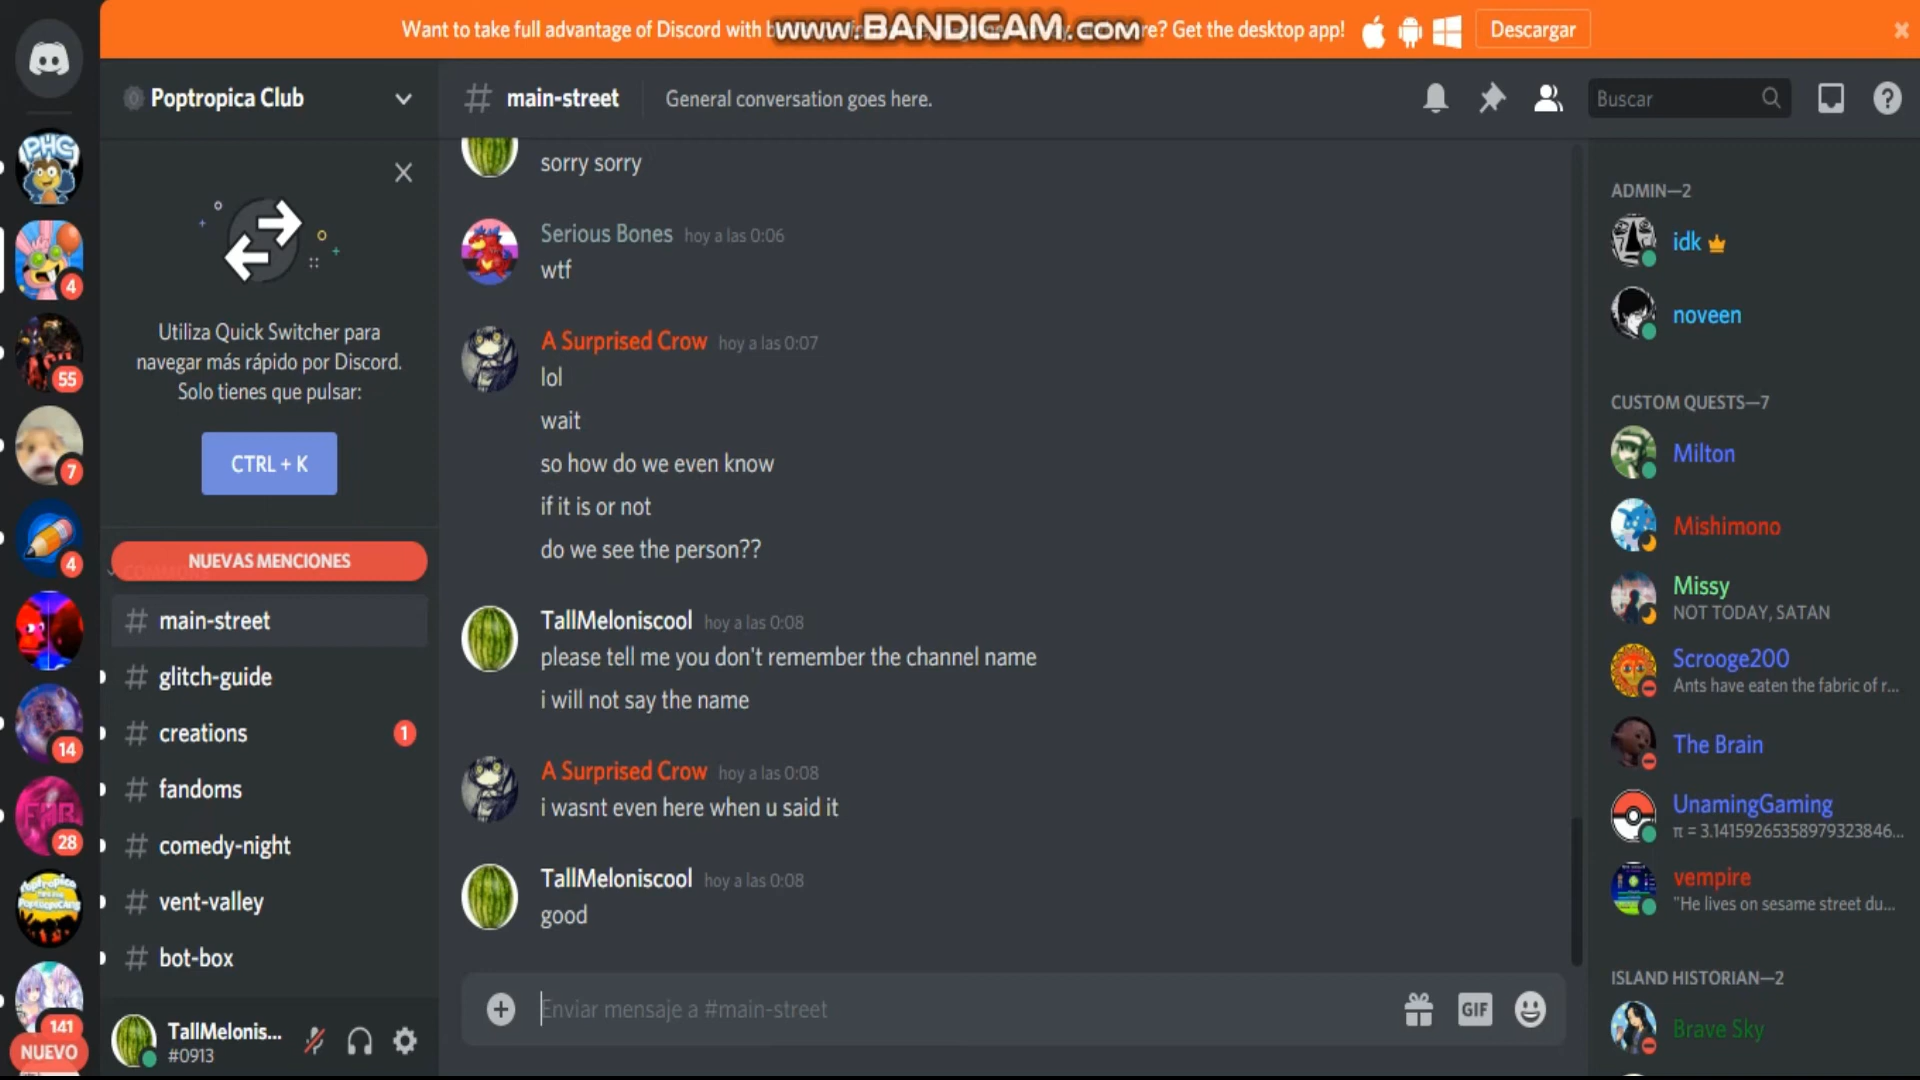 Want to take full advantage of Discord with b
www.BANDICAM.com
re? Get the desktop app!
Descargar
Poptropica Club
main-street
General conversation goes here.
Buscar
PHG
4
55
7
4
14
FMB
28
141
NUEVO
Utiliza Quick Switcher para
navegar más rápido por Discord.
Solo tienes que pulsar:
CTRL + K
NUEVAS MENCIONES
# main-street
# glitch-guide
# creations 1
# fandoms
# comedy-night
# vent-valley
# bot-box
TallMelonis...
#0913
sorry sorry
Serious Bones hoy a las 0:06
wtf
A Surprised Crow hoy a las 0:07
lol
wait
so how do we even know
if it is or not
do we see the person??
TallMeloniscool hoy a las 0:08
please tell me you don't remember the channel name
i will not say the name
A Surprised Crow hoy a las 0:08
i wasnt even here when u said it
TallMeloniscool hoy a las 0:08
good
Enviar mensaje a #main-street
GIF
ADMIN—2
idk
noveen
CUSTOM QUESTS—7
Milton
Mishimono
Missy
NOT TODAY, SATAN
Scrooge200
Ants have eaten the fabric of r...
The Brain
UnamingGaming
π = 3.14159265358979323846...
vempire
"He lives on sesame street du...
ISLAND HISTORIAN—2
Brave Sky